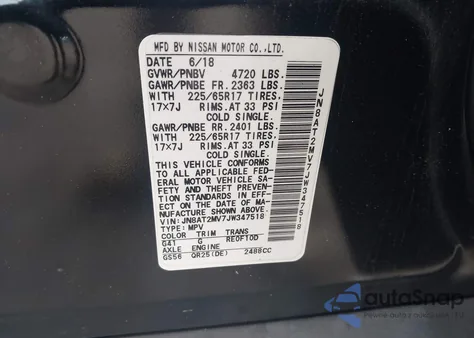 MFD BY NISSAN MOTOR CO.,LTD.
DATE 6/18
GVWR/PNBV 4720 LBS.
GAWR/PNBE FR. 2363 LBS.
WITH 225/65R17 TIRES.
17×7J RIMS.AT 33 PSI
COLD SINGLE.
GAWR/PNBE RR. 2401 LBS.
WITH 225/65R17 TIRES.
17×7J RIMS.AT 33 PSI
COLD SINGLE.
THIS VEHICLE CONFORMS
TO ALL APPLICABLE FED-
ERAL MOTOR VEHICLE SA-
FETY AND THEFT PREVEN-
TION STANDARDS IN EFF-
ECT ON THE DATE OF MA-
NUFACTURE SHOWN ABOVE.
VIN:JN8AT2MV7JW347518
TYPE:MPV
COLOR TRIM TRANS
G41 G RE0F10D
AXLE ENGINE
GS56 QR25(DE) 2488CC
JN8AT2MV7JW347518
autoSnap